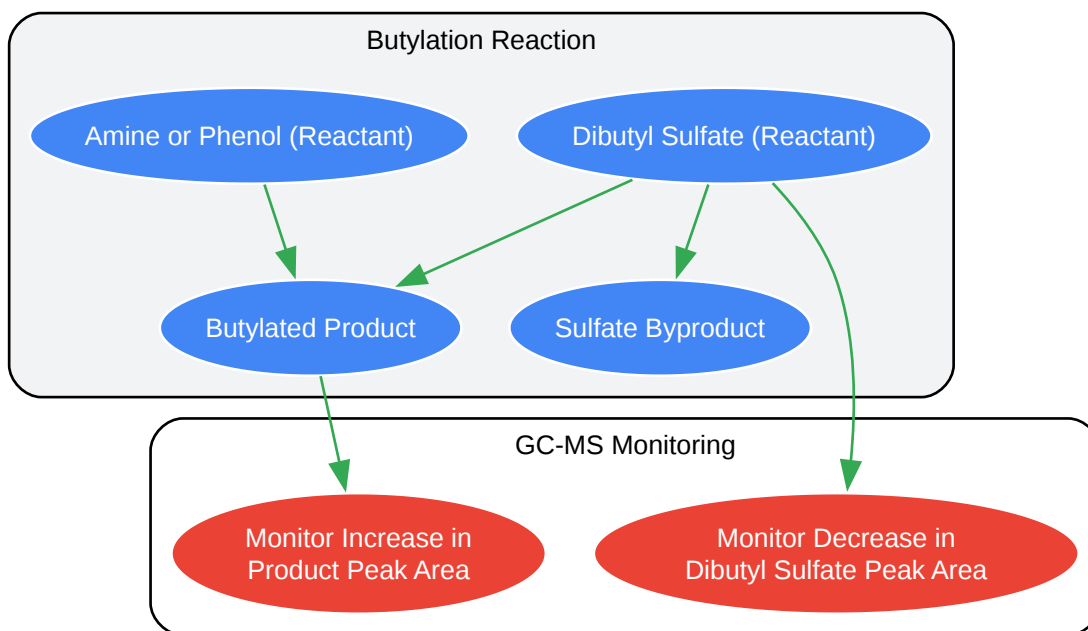 Butylation Reaction
Amine or Phenol (Reactant)
Dibutyl Sulfate (Reactant)
Butylated Product
Sulfate Byproduct
GC-MS Monitoring
Monitor Increase in
Product Peak Area
Monitor Decrease in
Dibutyl Sulfate Peak Area